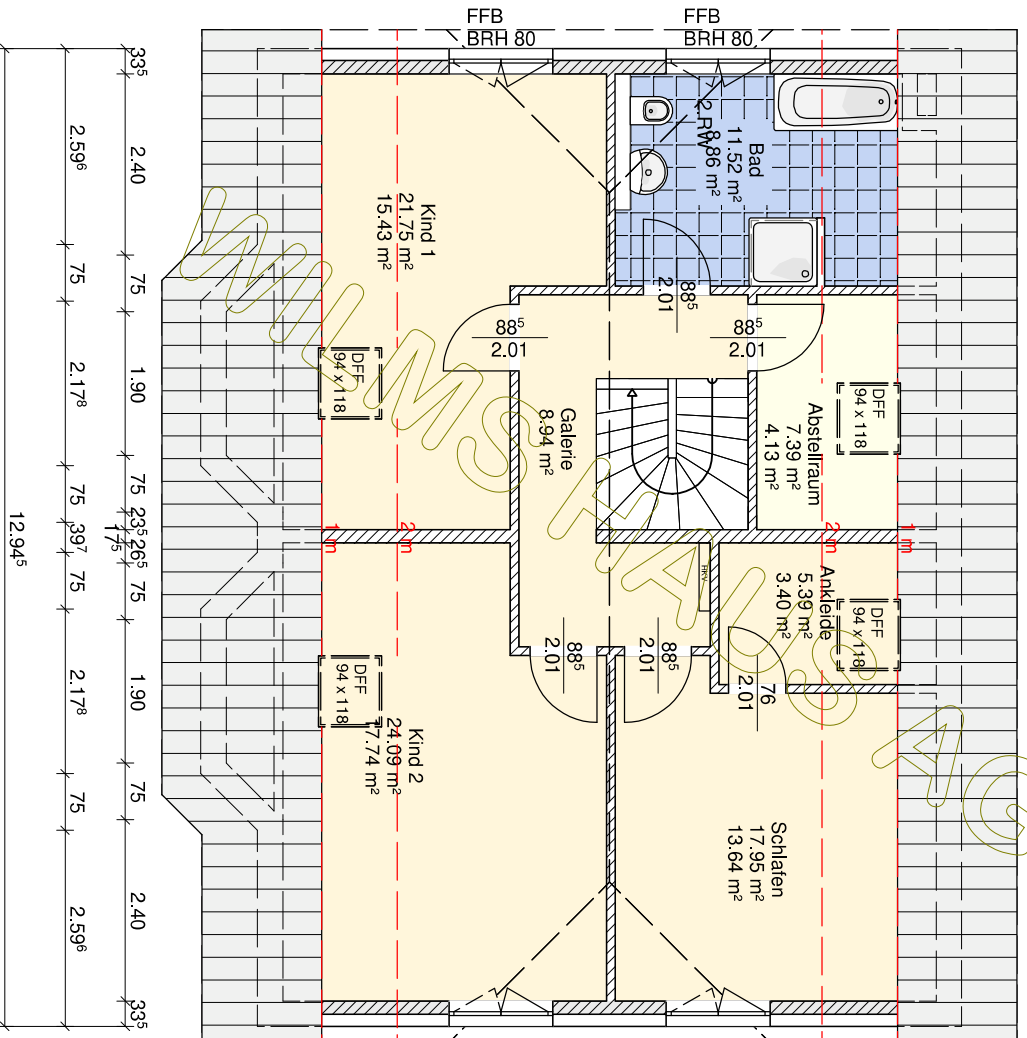 FFB
BRH 80
FFB
BRH 80
Bad
11.52 m²
8.86 m²
2.RW
Kind 1
21.75 m²
15.43 m²
88⁵
2.01
88⁵
2.01
88⁵
2.01
DFF
94 x 118
DFF
94 x 118
Galerie
8.94 m²
Abstellraum
7.39 m²
4.13 m²
1 m
2 m
2 m
1 m
HKV
Ankleide
5.39 m²
3.40 m²
DFF
94 x 118
DFF
94 x 118
88⁵
2.01
88⁵
2.01
76
2.01
Kind 2
24.09 m²
17.74 m²
Schlafen
17.95 m²
13.64 m²
33⁵
2.40
75
1.90
75
23⁵
17⁵
26⁵
75
1.90
75
2.40
33⁵
2.59⁶
75
2.17⁸
75
39⁷
75
2.17⁸
75
2.59⁶
12.94⁵
WILMS HAUS AG